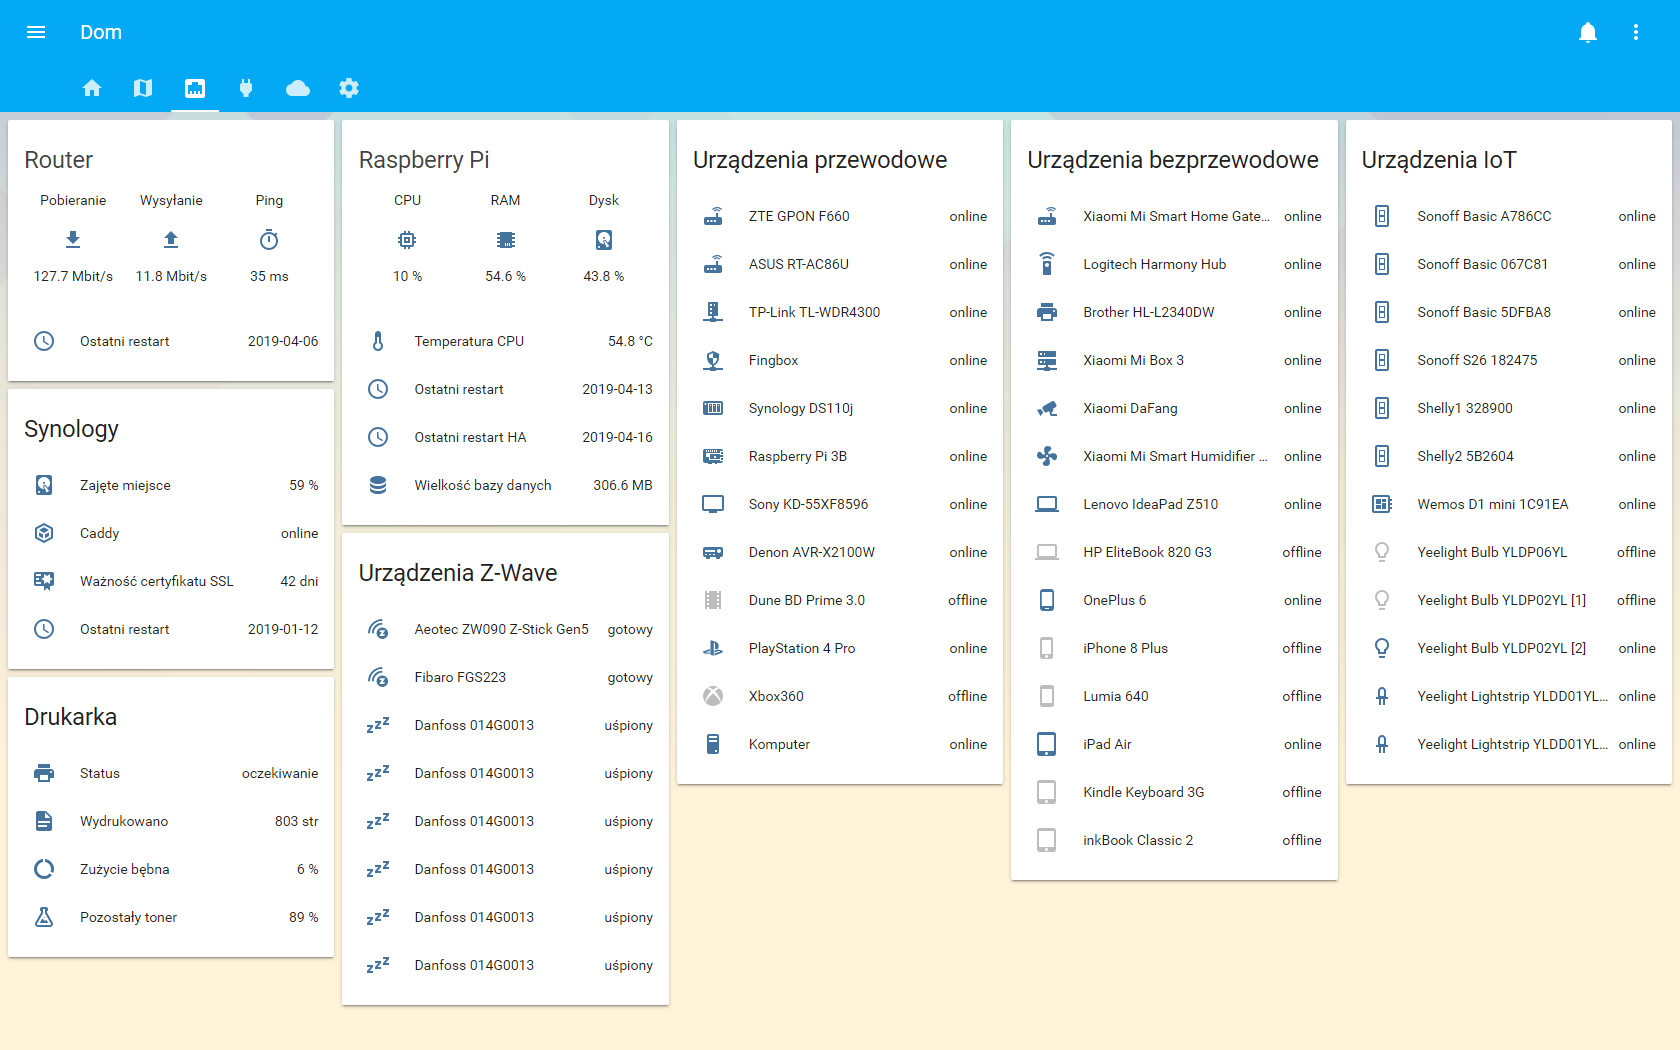 Dom
Router
Pobieranie Wysyłanie Ping
127.7 Mbit/s 11.8 Mbit/s 35 ms
Ostatni restart 2019-04-06
Synology
Zajęte miejsce 59 %
Caddy online
Ważność certyfikatu SSL 42 dni
Ostatni restart 2019-01-12
Drukarka
Status oczekiwanie
Wydrukowano 803 str
Zużycie bębna 6 %
Pozostały toner 89 %
Raspberry Pi
CPU RAM Dysk
10 % 54.6 % 43.8 %
Temperatura CPU 54.8 °C
Ostatni restart 2019-04-13
Ostatni restart HA 2019-04-16
Wielkość bazy danych 306.6 MB
Urządzenia Z-Wave
Aeotec ZW090 Z-Stick Gen5 gotowy
Fibaro FGS223 gotowy
Danfoss 014G0013 uśpiony
Danfoss 014G0013 uśpiony
Danfoss 014G0013 uśpiony
Danfoss 014G0013 uśpiony
Danfoss 014G0013 uśpiony
Danfoss 014G0013 uśpiony
Urządzenia przewodowe
ZTE GPON F660 online
ASUS RT-AC86U online
TP-Link TL-WDR4300 online
Fingbox online
Synology DS110j online
Raspberry Pi 3B online
Sony KD-55XF8596 online
Denon AVR-X2100W online
Dune BD Prime 3.0 offline
PlayStation 4 Pro online
Xbox360 offline
Komputer online
Urządzenia bezprzewodowe
Xiaomi Mi Smart Home Gate... online
Logitech Harmony Hub online
Brother HL-L2340DW online
Xiaomi Mi Box 3 online
Xiaomi DaFang online
Xiaomi Mi Smart Humidifier ... online
Lenovo IdeaPad Z510 online
HP EliteBook 820 G3 offline
OnePlus 6 online
iPhone 8 Plus offline
Lumia 640 offline
iPad Air online
Kindle Keyboard 3G offline
inkBook Classic 2 offline
Urządzenia IoT
Sonoff Basic A786CC online
Sonoff Basic 067C81 online
Sonoff Basic 5DFBA8 online
Sonoff S26 182475 online
Shelly1 328900 online
Shelly2 5B2604 online
Wemos D1 mini 1C91EA online
Yeelight Bulb YLDP06YL offline
Yeelight Bulb YLDP02YL [1] offline
Yeelight Bulb YLDP02YL [2] online
Yeelight Lightstrip YLDD01YL... online
Yeelight Lightstrip YLDD01YL... online